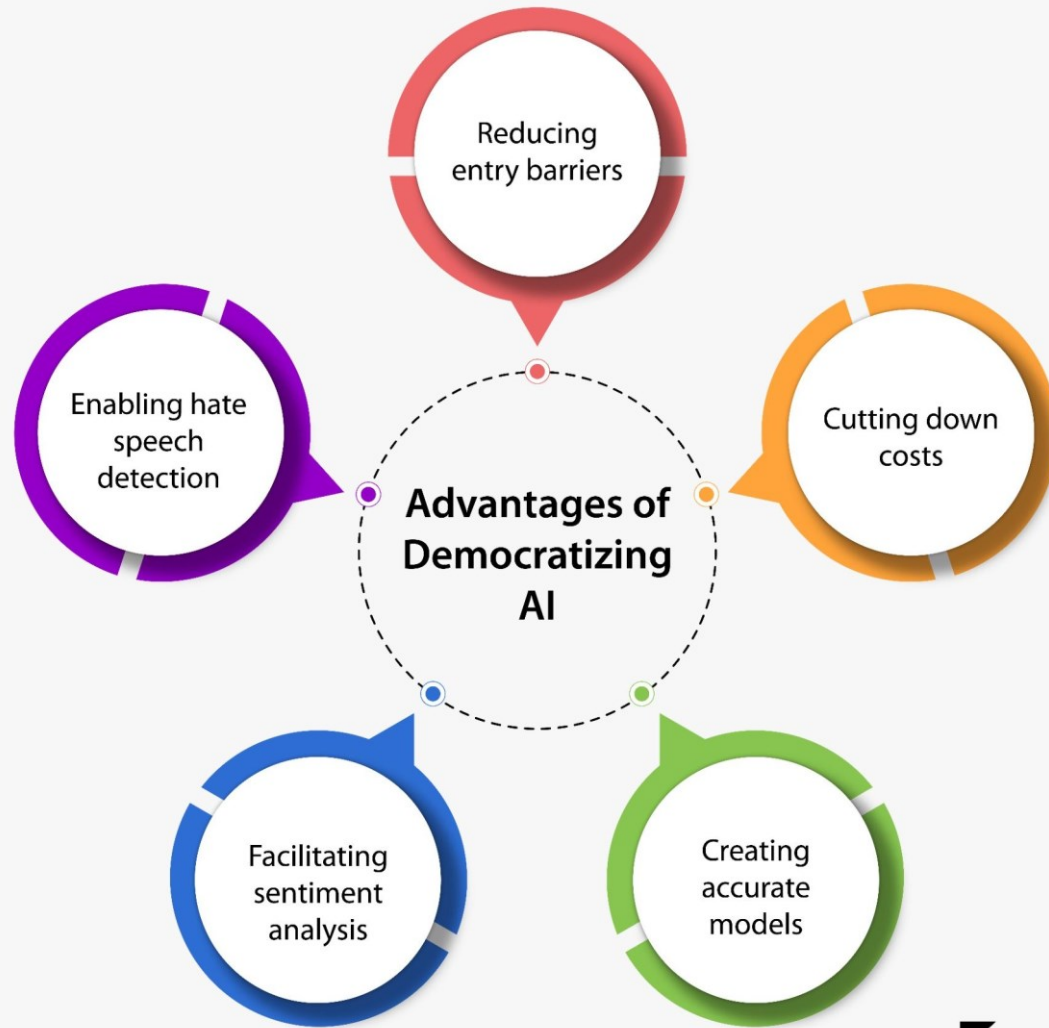 Reducing
entry barriers
Enabling hate
speech
detection
Cutting down
costs
Advantages of
Democratizing
AI
Facilitating
sentiment
analysis
Creating
accurate
models